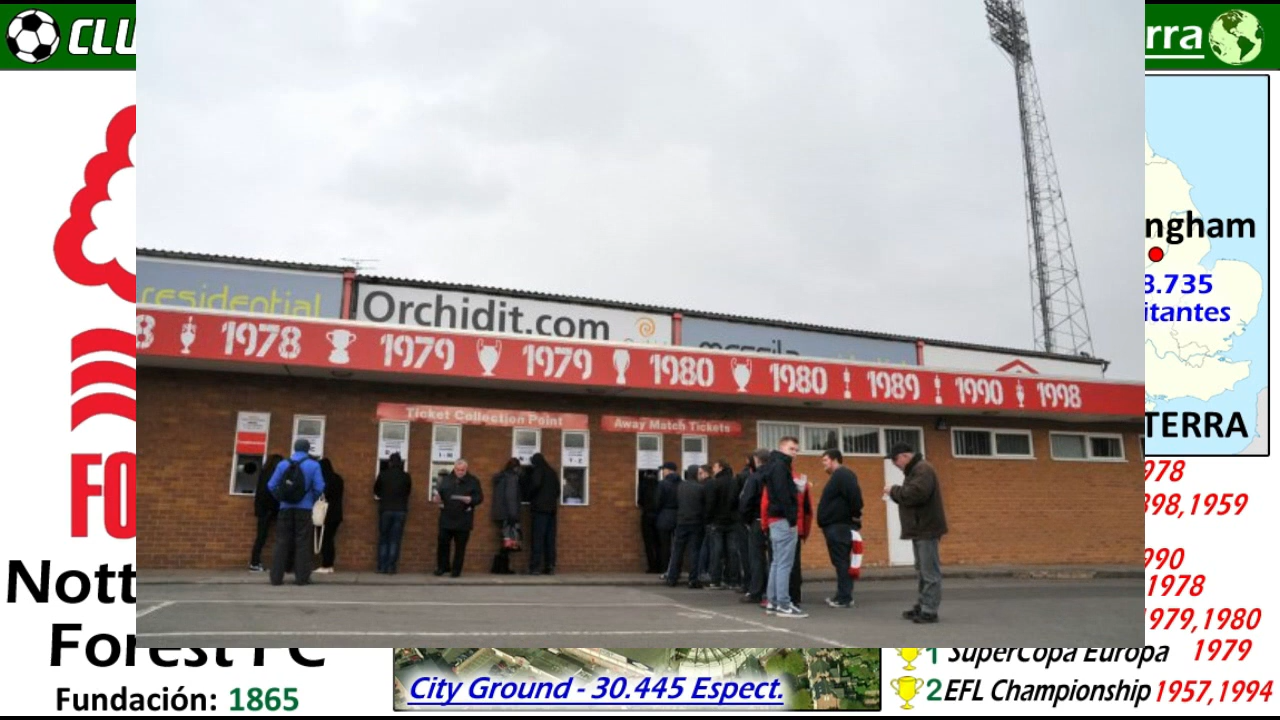 CLU
rra
ngham
3.735
itantes
TERRA
residential
Orchidit.com
8 1978 1979 1979 1980 1980 1989 1990 1998
Ticket Collection Point
Away Match Tickets
FO
978
898,1959
990
1978
1979,1980
1 SuperCopa Europa 1979
2 EFL Championship 1957,1994
Nott
Forest FC
Fundación: 1865
City Ground - 30.445 Espect.